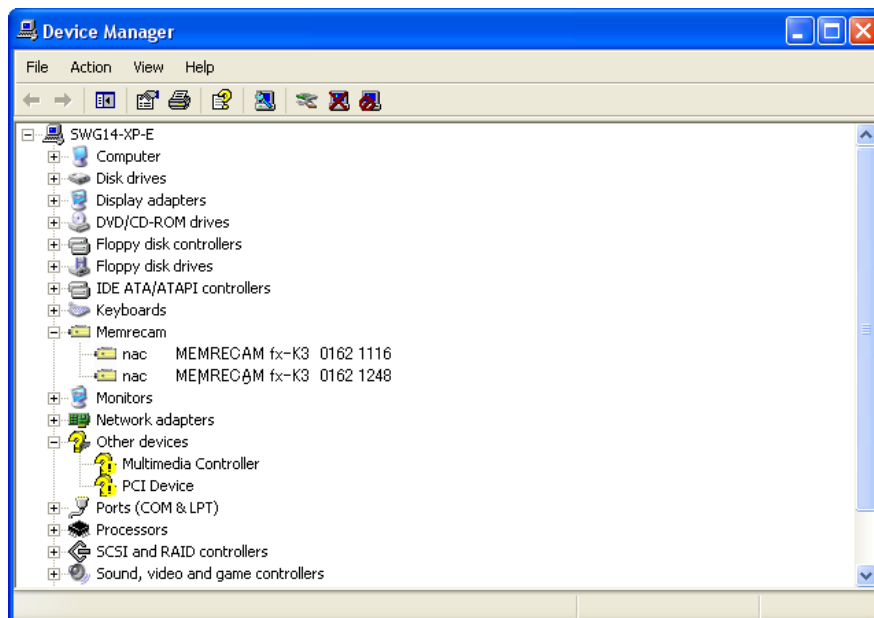 Device Manager
File Action View Help
SWG14-XP-E
Computer
Disk drives
Display adapters
DVD/CD-ROM drives
Floppy disk controllers
Floppy disk drives
IDE ATA/ATAPI controllers
Keyboards
Memrecam
nac MEMRECAM fx-K3 0162 1116
nac MEMRECAM fx-K3 0162 1248
Monitors
Network adapters
Other devices
Multimedia Controller
PCI Device
Ports (COM & LPT)
Processors
SCSI and RAID controllers
Sound, video and game controllers